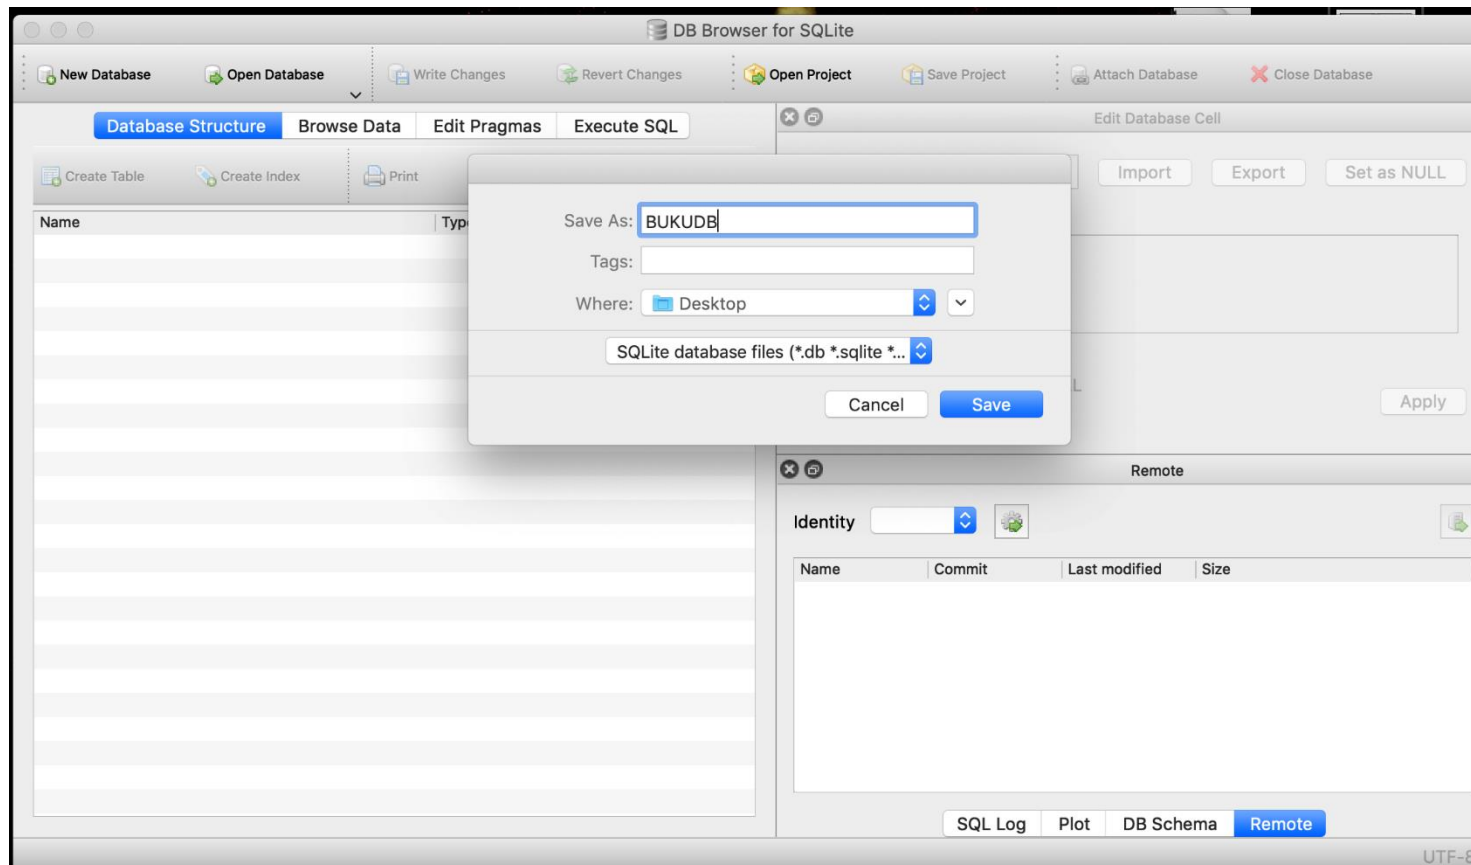 DB Browser for SQLite
New Database Open Database Write Changes Revert Changes Open Project Save Project Attach Database Close Database
Database Structure Browse Data Edit Pragmas Execute SQL
Edit Database Cell
Create Table Create Index Print
Import Export Set as NULL
Name
Save As: BUKUDB
Tags:
Where: Desktop
SQLite database files (*.db *.sqlite *...
Cancel Save
Apply
Remote
Identity
Name Commit Last modified Size
SQL Log Plot DB Schema Remote